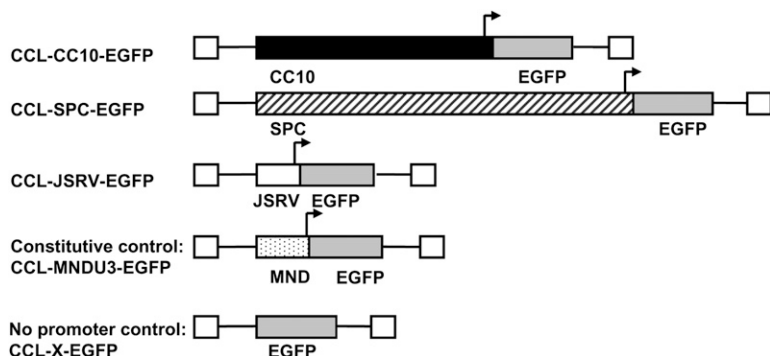 CCL-CC10-EGFP
CC10 EGFP
CCL-SPC-EGFP
SPC EGFP
CCL-JSRV-EGFP
JSRV EGFP
Constitutive control:
CCL-MNDU3-EGFP
MND EGFP
No promoter control:
CCL-X-EGFP
EGFP